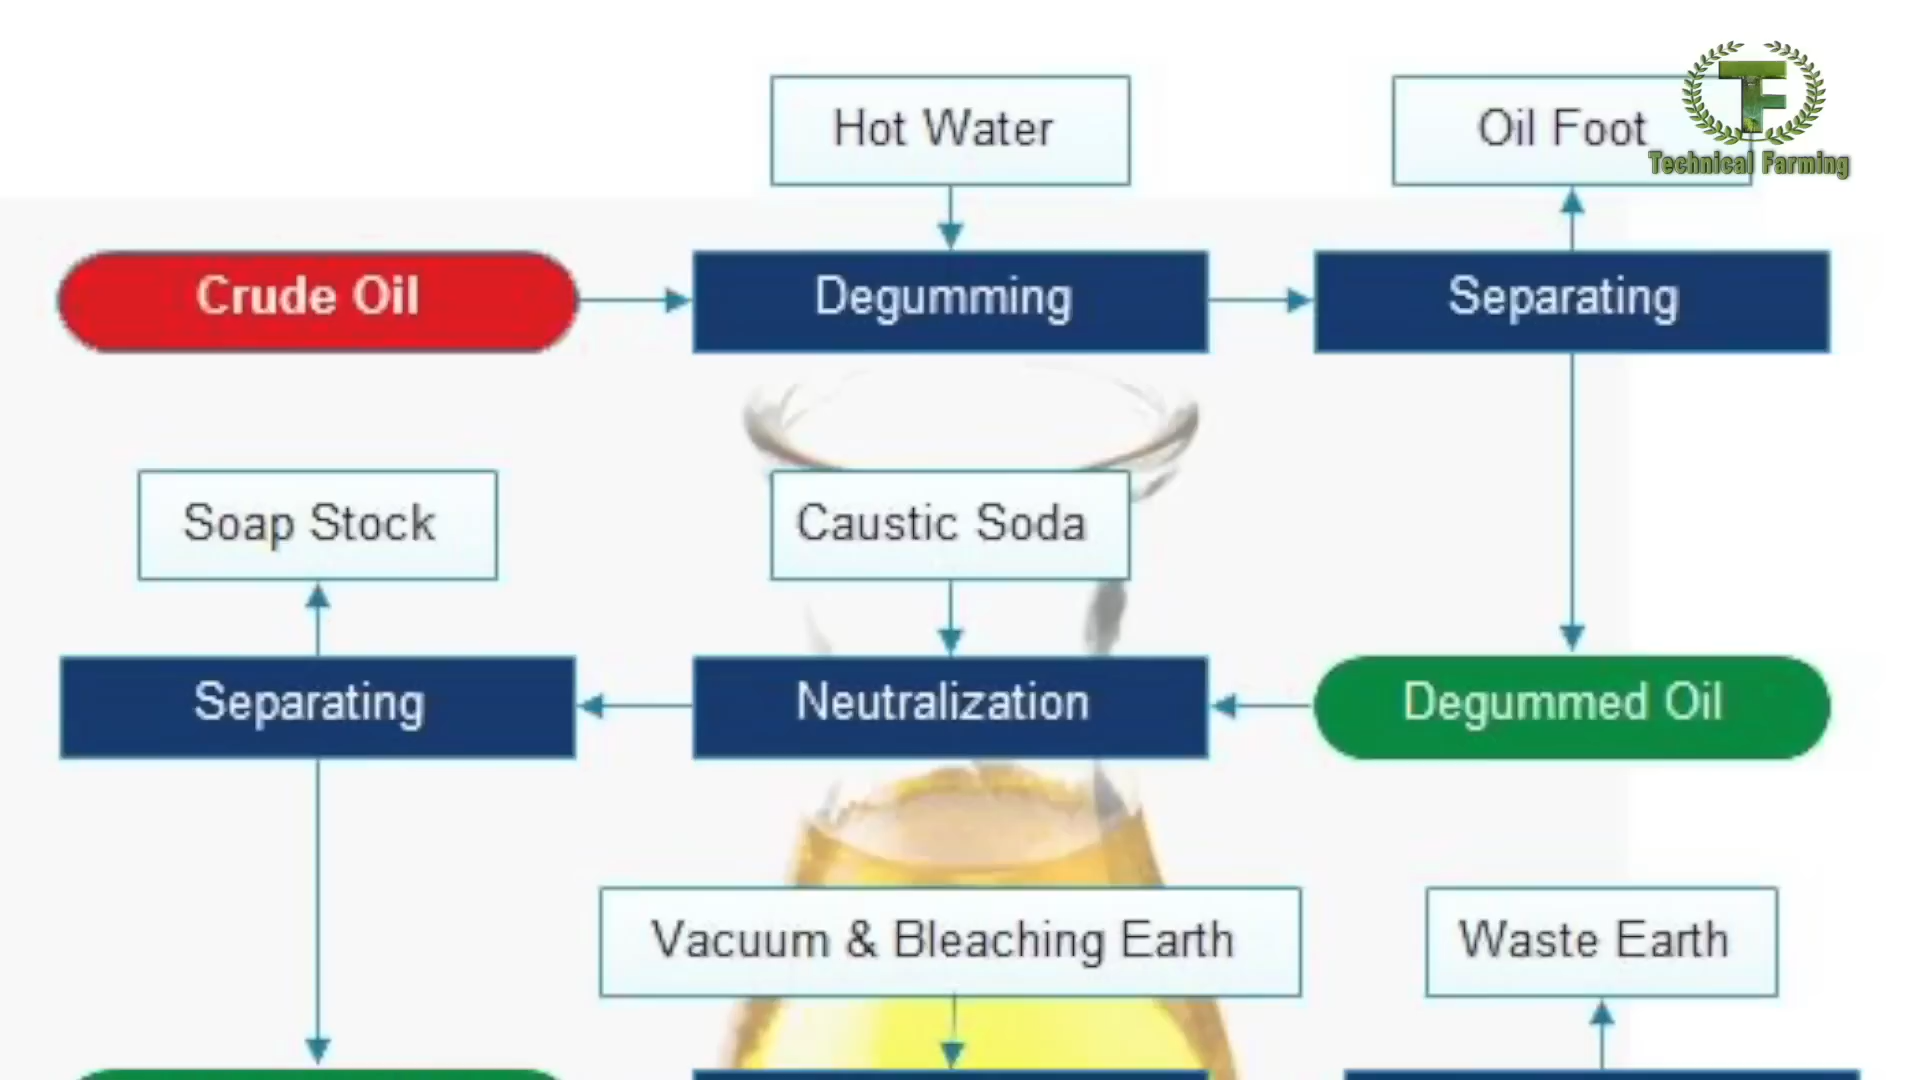 Hot Water
Oil Foot
Technical Farming
Crude Oil
Degumming
Separating
Soap Stock
Caustic Soda
Separating
Neutralization
Degummed Oil
Vacuum & Bleaching Earth
Waste Earth